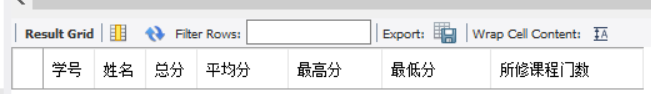 Result Grid Filter Rows: Export: Wrap Cell Content: IA
学号 姓名 总分 平均分 最高分 最低分 所修课程门数